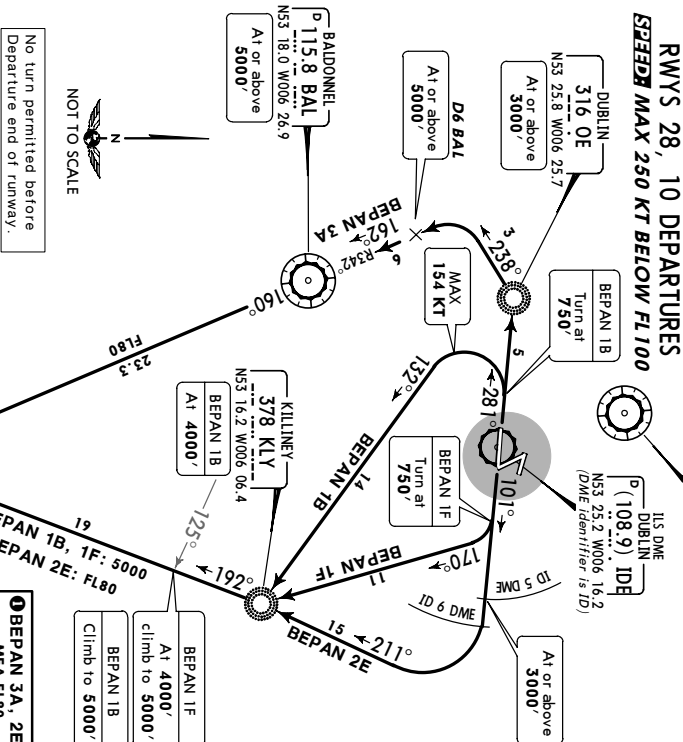 RWYS 28, 10 DEPARTURES
SPEED: MAX 250 KT BELOW FL100
DUBLIN
316 OE
N53 25.8 W006 25.7
At or above
3000'
BEPAN 1B
Turn at
750'
ILS DME
DUBLIN
D (108.9) IDE
N53 25.2 W006 16.2
(DME identifier is ID)
D6 BAL
At or above
5000'
BALDONNEL
D 115.8 BAL
N53 18.0 W006 26.9
At or above
5000'
3
238°
5
281°
101°
BEPAN 3A
162°
R342°
6
MAX
154 KT
132°
BEPAN 1B
14
BEPAN 1F
Turn at
750'
170°
BEPAN 1F
11
ID 5 DME
ID 6 DME
At or above
3000'
211°
15
BEPAN 2E
160°
FL80
23.3
KILLINEY
378 KLY
N53 16.2 W006 06.4
BEPAN 1B
At 4000'
125°
192°
19
BEPAN 1B, 1F: 5000
BEPAN 2E: FL80
BEPAN 1F
At 4000'
climb to 5000'
BEPAN 1B
Climb to 5000'
1 BEPAN 3A, 2E
MEA FL80
N
NOT TO SCALE
No turn permitted before
Departure end of runway.